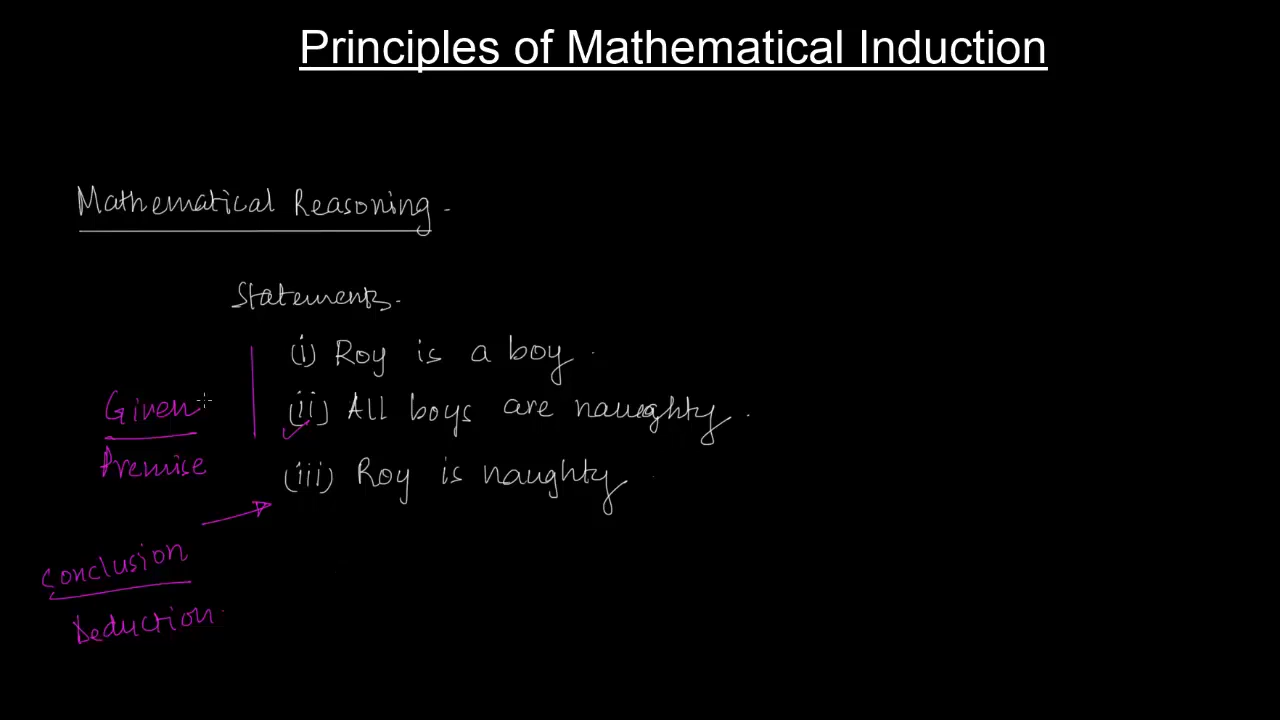 Principles of Mathematical Induction
Mathematical Reasoning.
Statements.
(i) Roy is a boy.
(ii) All boys are naughty.
(iii) Roy is naughty.
Given
Premise
Conclusion
Deduction.